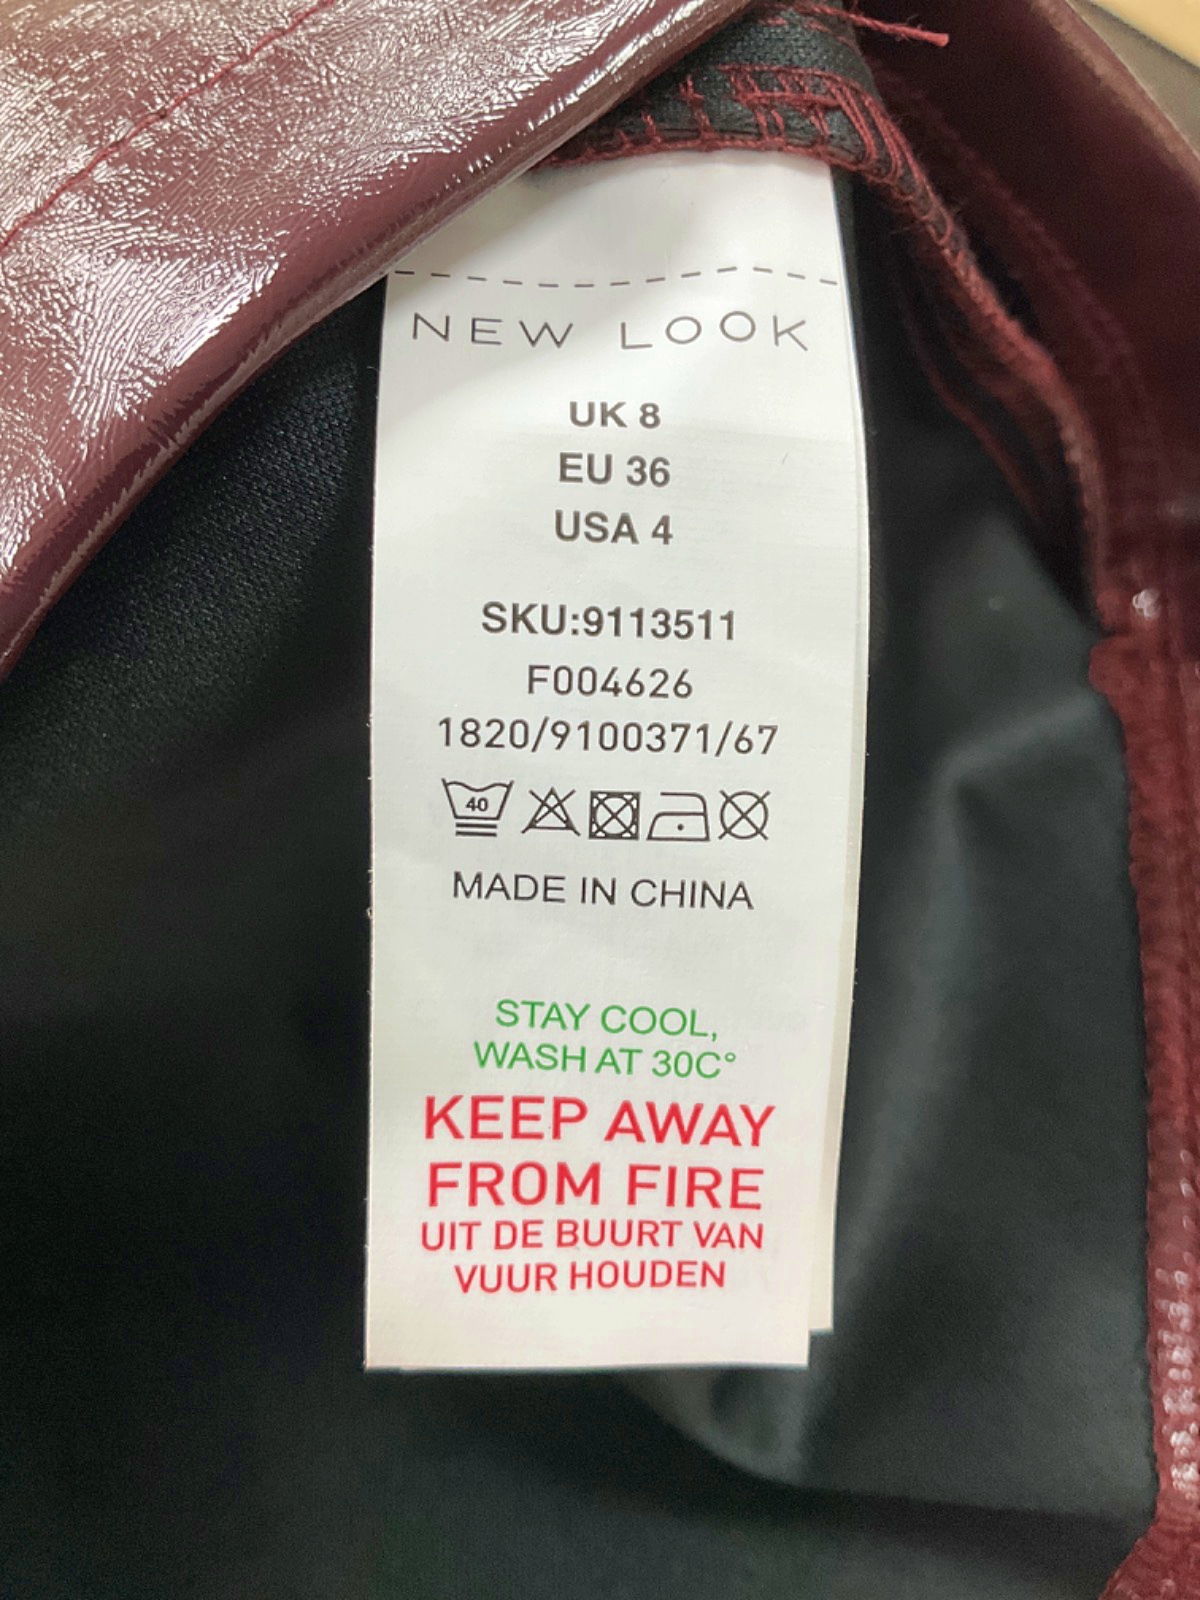 NEW LOOK
UK 8
EU 36
USA 4
SKU:9113511
F004626
1820/9100371/67
40
MADE IN CHINA
STAY COOL,
WASH AT 30C°
KEEP AWAY
FROM FIRE
UIT DE BUURT VAN
VUUR HOUDEN